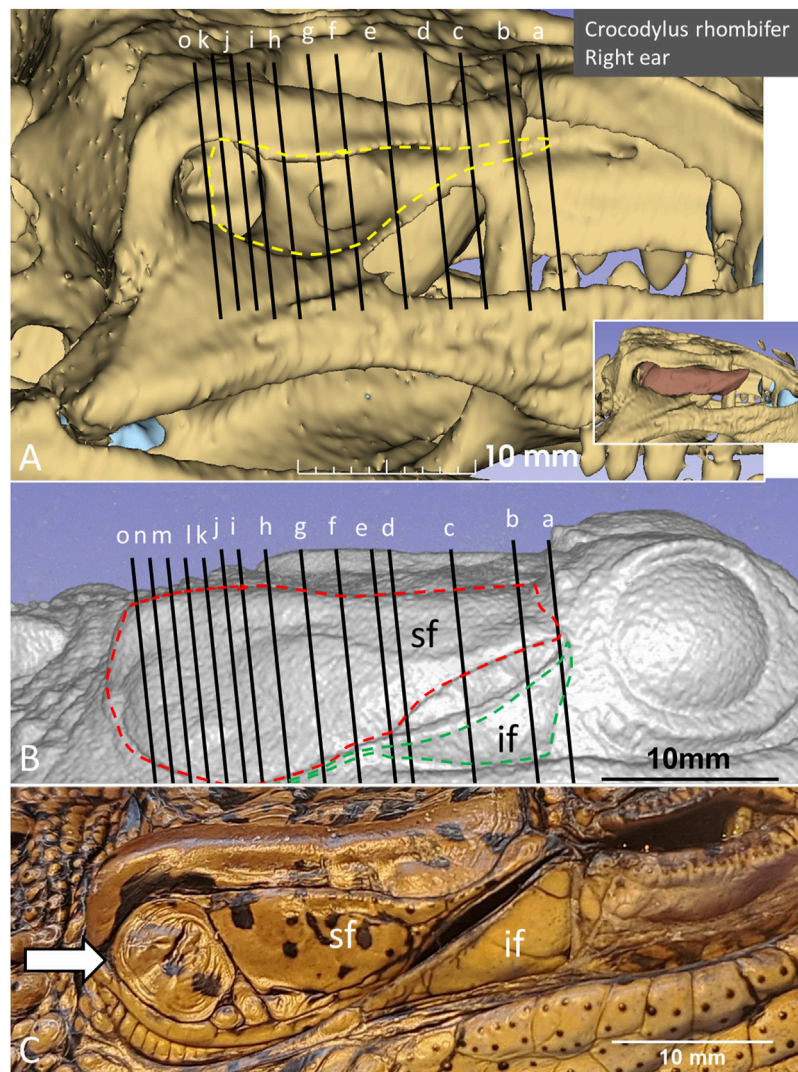 Crocodylus rhombifer
Right ear
o k j i h g f e d c b a
A
10 mm
o n m l k j i h g f e d c b a
sf
if
B
10mm
sf
if
C
10 mm